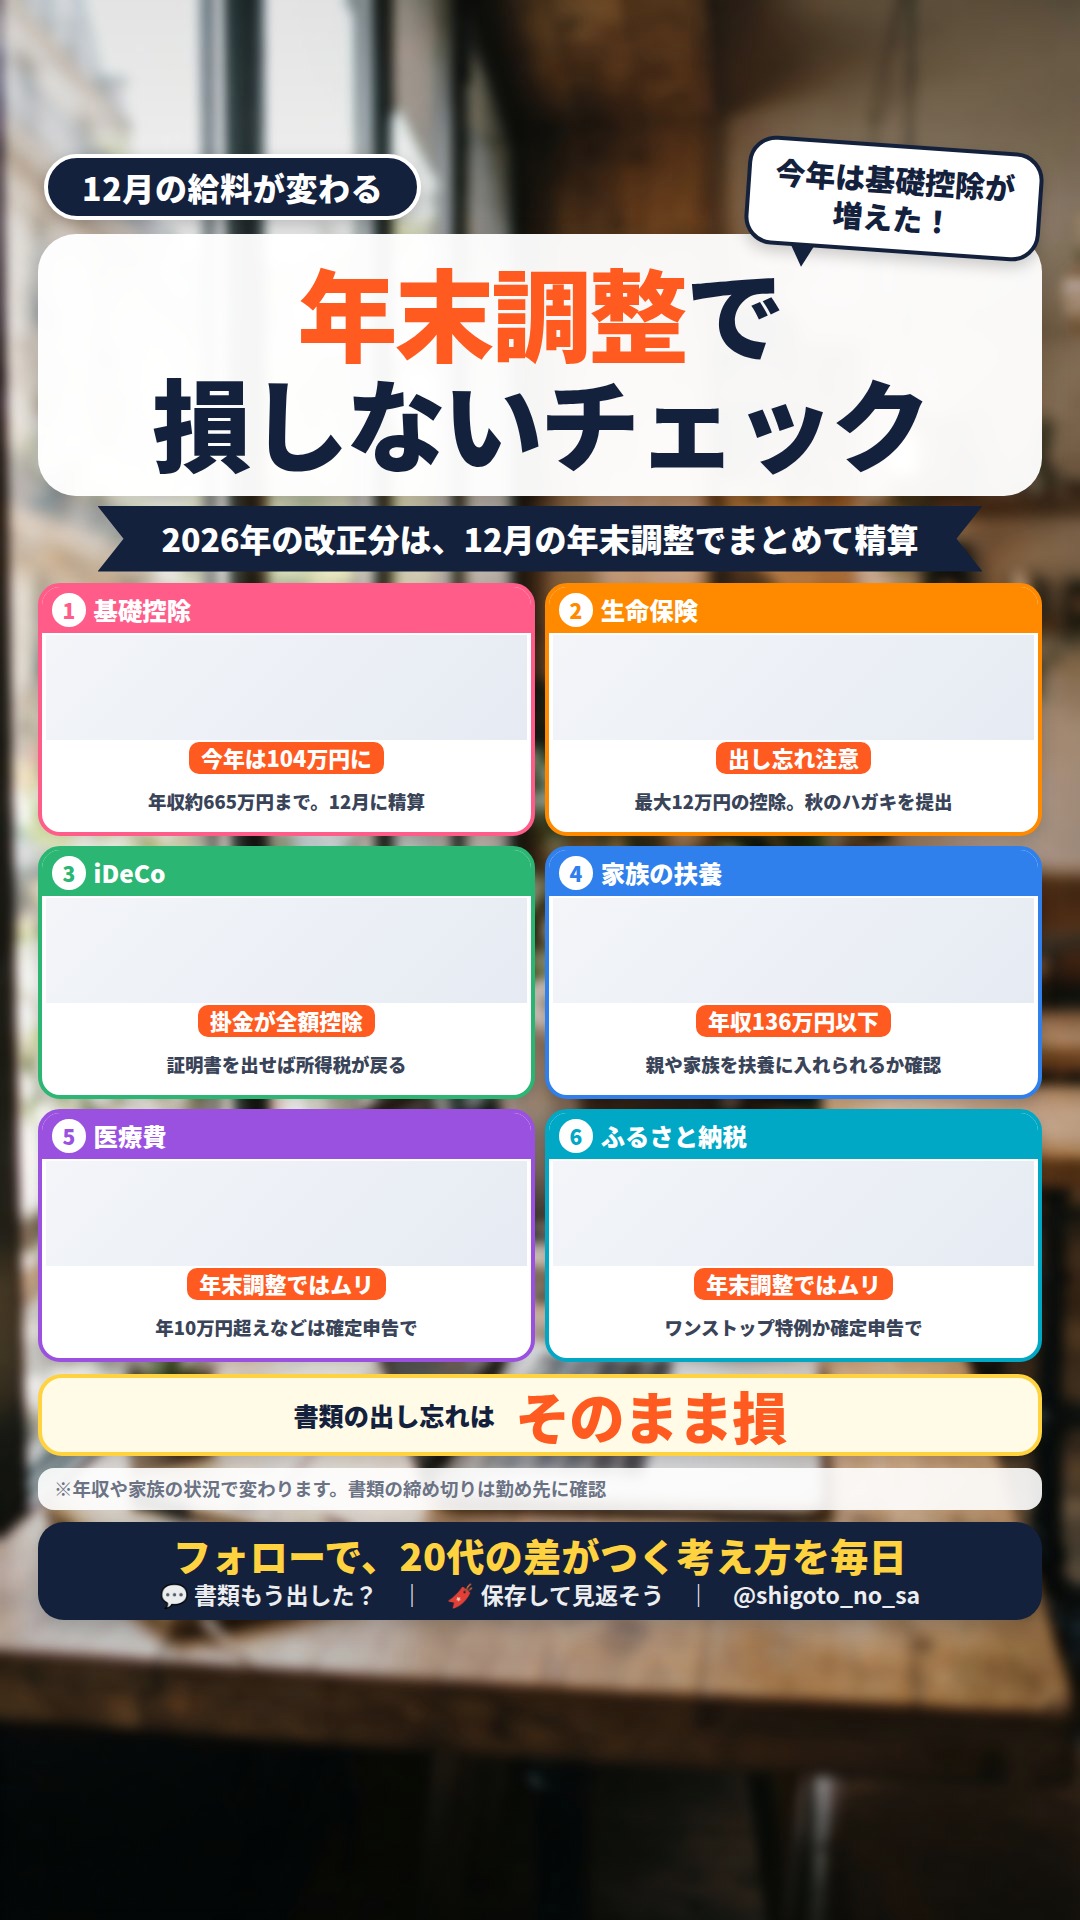 12月の給料が変わる
今年は基礎控除が
増えた！
年末調整で
損しないチェック
2026年の改正分は、12月の年末調整でまとめて精算
1 基礎控除
今年は104万円に
年収約665万円まで。12月に精算
2 生命保険
出し忘れ注意
最大12万円の控除。秋のハガキを提出
3 iDeCo
掛金が全額控除
証明書を出せば所得税が戻る
4 家族の扶養
年収136万円以下
親や家族を扶養に入れられるか確認
5 医療費
年末調整ではムリ
年10万円超えなどは確定申告で
6 ふるさと納税
年末調整ではムリ
ワンストップ特例か確定申告で
書類の出し忘れは そのまま損
※年収や家族の状況で変わります。書類の締め切りは勤め先に確認
フォローで、20代の差がつく考え方を毎日
💬 書類もう出した？ ｜ 🔖 保存して見返そう ｜ @shigoto_no_sa